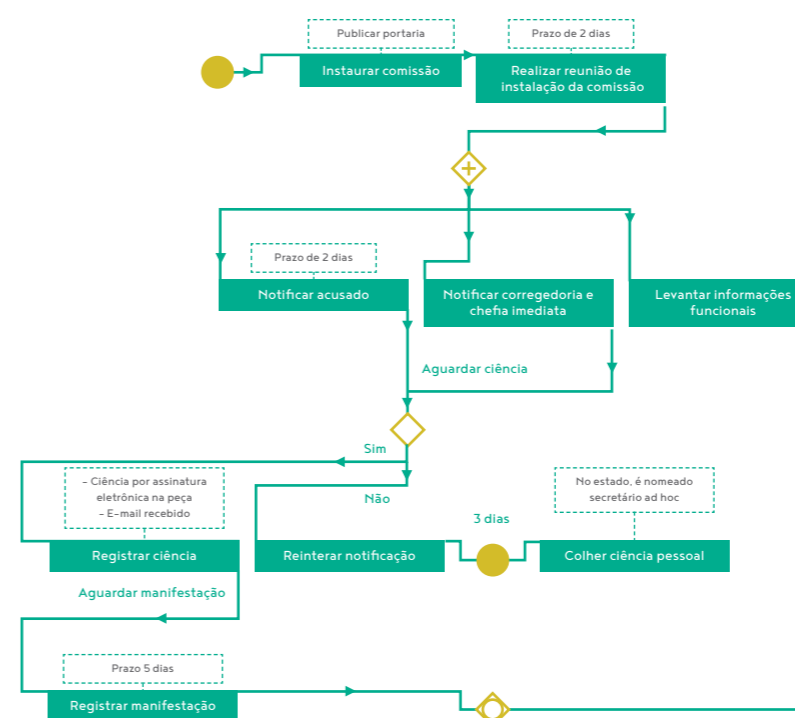 Publicar portaria
Prazo de 2 dias
Instaurar comissão
Realizar reunião de
instalação da comissão
Prazo de 2 dias
Notificar acusado
Notificar corregedoria e
chefia imediata
Levantar informações
funcionais
Aguardar ciência
Sim
Não
- Ciência por assinatura
eletrônica na peça
- E-mail recebido
3 dias
No estado, é nomeado
secretário ad hoc
Registrar ciência
Reinterar notificação
Colher ciência pessoal
Aguardar manifestação
Prazo 5 dias
Registrar manifestação